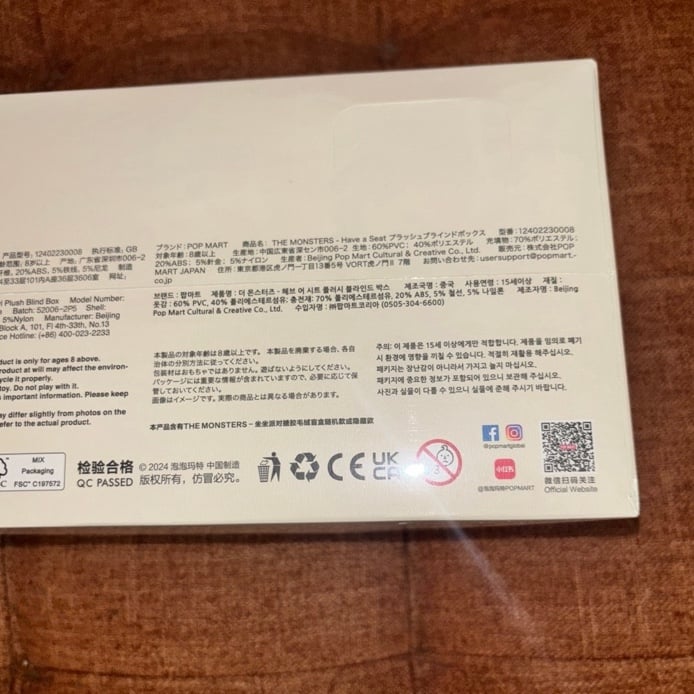 产品型号: 12402230008 执行标准: GB
龄范围: 8岁以上 产地: 广东省深圳市006-2
纤维, 20%ABS, 5%铁线, 5%尼龙 制造
4至33层101,A座36层3606室 网址:
Plush Blind Box Model Number:
Batch: 52006-2P5 Shell:
5%Nylon Manufacturer: Beijing
Block A, 101, Fl 4th-33th, No.13
ice Hotline: (+86) 400-023-2233
duct is only for ages 8 above.
roduct at will may affect the environ-
cycle it properly.
toy. Do not play with it.
s important information. Please keep
ay differ slightly from photos on the
efer to the actual product.
ブランド: POP MART 商品名: THE MONSTERS - Have a Seat プラッシュブラインドボックス 型番: 12402230008
対象年齢: 8歳以上 生産地: 中国広東省深セン市006-2 生地: 60%PVC; 40%ポリエステル 充填物: 70%ポリエステル;
20%ABS; 5%針金; 5%ナイロン 生産者: Beijing Pop Mart Cultural & Creative Co., Ltd. 販売元: 株式会社POP
MART JAPAN 住所: 東京都港区虎ノ門一丁目13番5号 VORT虎ノ門II 7階 お問い合わせ先: usersupport@popmart.-
co.jp
브랜드 : 팝마트 제품명 : 더 몬스터즈 - 해브 어 시트 플러시 블라인드 박스 제조국명 : 중국 사용연령 : 15세이상 재질 :
겉감 : 60% PVC, 40% 폴리에스테르섬유; 충전재: 70% 폴리에스테르섬유, 20% ABS, 5% 철선, 5% 나일론 제조자명 : Beijing
Pop Mart Cultural & Creative Co., Ltd. 수입자명 : ㈜팝마트코리아 (0505-304-6600)
本製品の対象年齢は8歳以上です。 本製品を廃棄する場合、各自
治体の分別方法に従ってください。
包装材はおもちゃではありません。遊ばないようにしてください。
パッケージには重要な情報が含まれていますので、必要に応じて保
管しておいてください。
画像はイメージです。実際の商品とは異なる場合があります。
주의: 이 제품은 15세 이상에게만 적합합니다. 제품을 임의로 폐기
시 환경에 영향을 끼칠 수 있습니다. 적절히 재활용 해주십시오.
패키지는 장난감이 아니라서 가지고 놀지 마십시오.
패키지에 중요한 정보가 포함되어 있으니 보관해 주십시오.
사진과 실물이 다를 수 있으니 실물에 준해 주시기 바랍니다.
本产品含有THE MONSTERS - 坐坐派对搪胶毛绒盲盒随机款或隐藏款
MIX
Packaging
FSC™ C197572
检验合格
QC PASSED
© 2024 泡泡玛特 中国制造
版权所有，仿冒必究。
CE
UK
CA
@popmartglobal
小红书
@泡泡玛特POPMART
微信扫码关注
Official Website